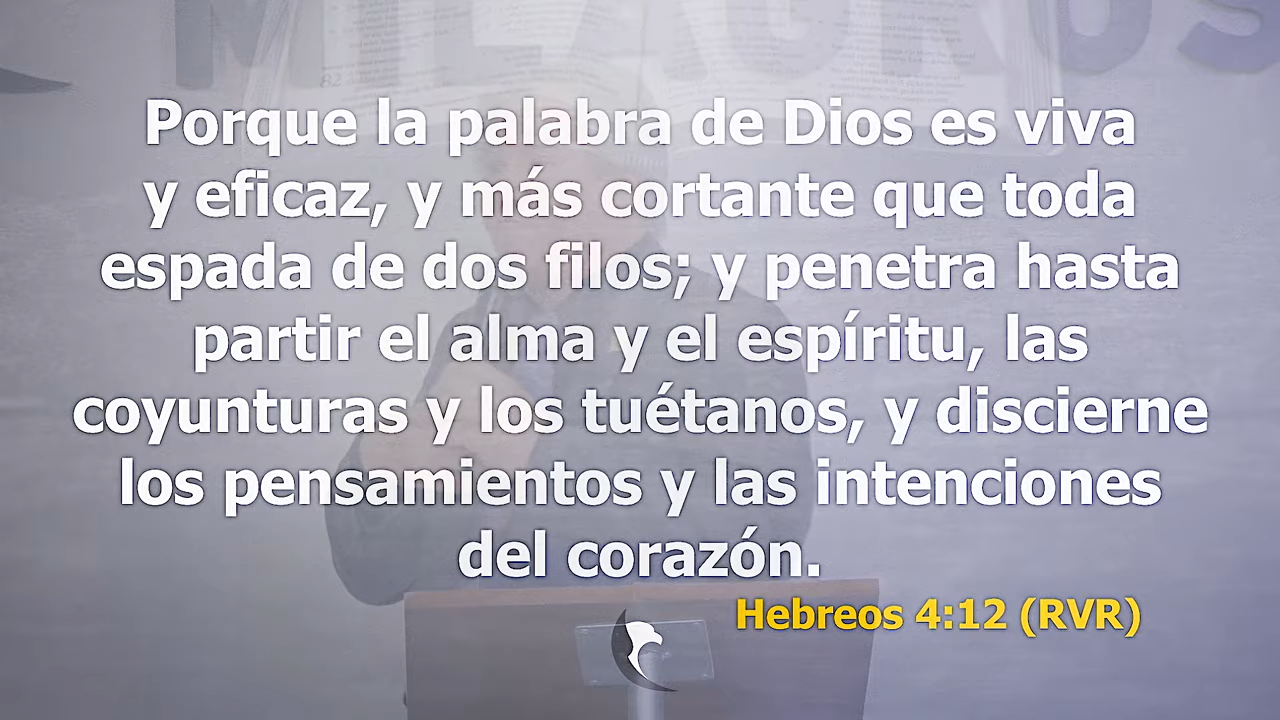 MILAGROS
Porque la palabra de Dios es viva
y eficaz, y más cortante que toda
espada de dos filos; y penetra hasta
partir el alma y el espíritu, las
coyunturas y los tuétanos, y discierne
los pensamientos y las intenciones
del corazón.
Hebreos 4:12 (RVR)